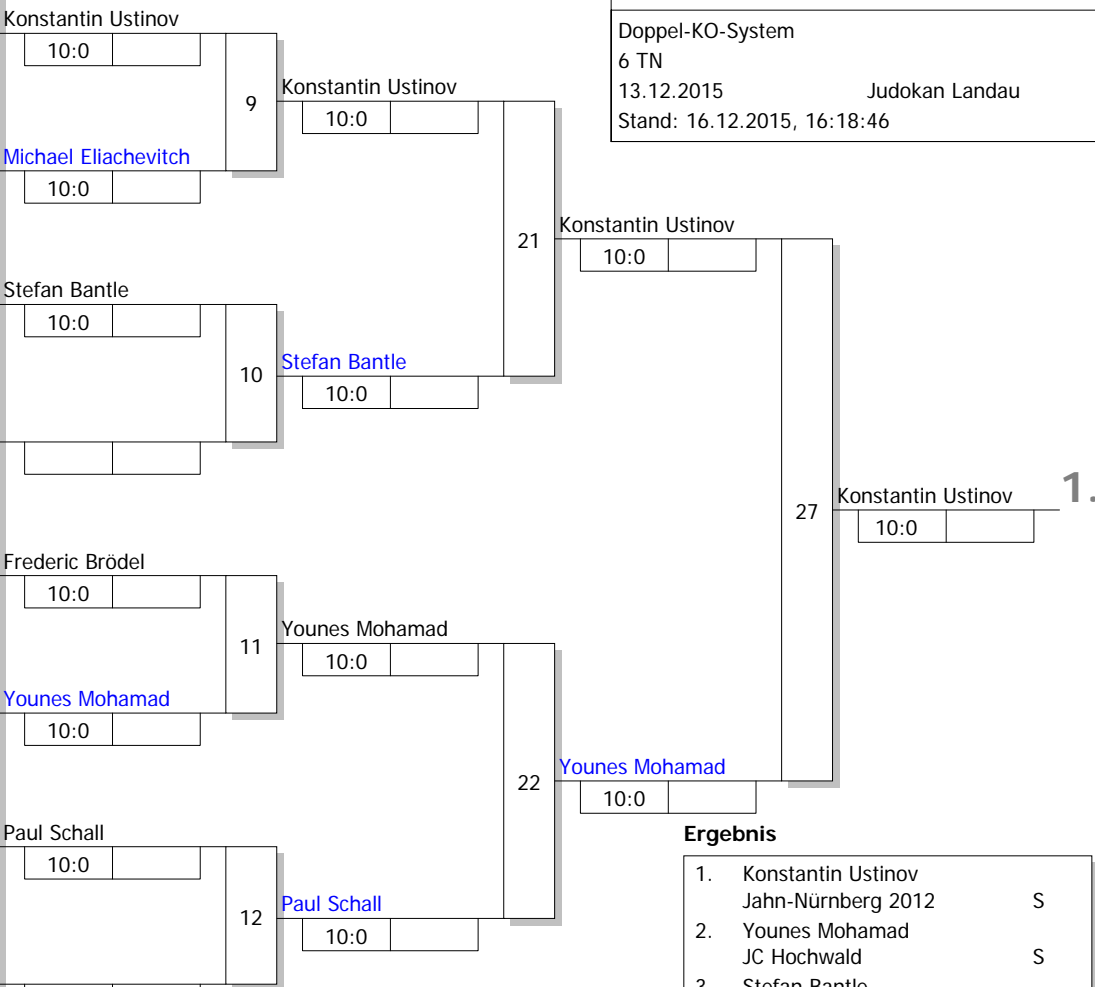 Doppel-KO-System
6 TN
13.12.2015 Judokan Landau
Stand: 16.12.2015, 16:18:46
Konstantin Ustinov
10:0
9
Konstantin Ustinov
10:0
Michael Eliachevitch
10:0
21
Konstantin Ustinov
10:0
Stefan Bantle
10:0
10
Stefan Bantle
10:0
27
Konstantin Ustinov
1.
10:0
Frederic Brödel
10:0
11
Younes Mohamad
10:0
Younes Mohamad
10:0
22
Younes Mohamad
10:0
Paul Schall
10:0
12
Paul Schall
10:0
Ergebnis
1. Konstantin Ustinov
Jahn-Nürnberg 2012 S
2. Younes Mohamad
JC Hochwald S
3. Stefan Bantle